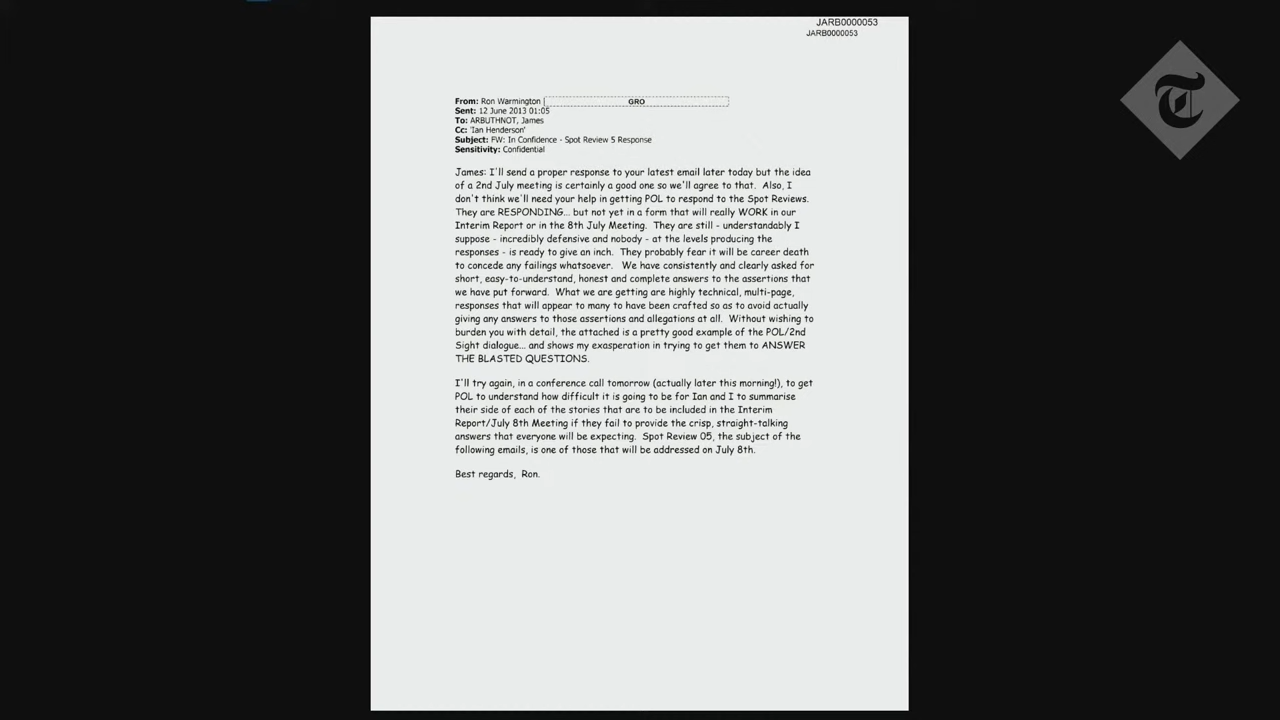 JARB0000053
JARB0000053
From: Ron Warmington GRO
Sent: 12 June 2013 01:05
To: ARBUTHNOT, James
Cc: 'Ian Henderson'
Subject: FW: In Confidence - Spot Review 5 Response
Sensitivity: Confidential
James: I'll send a proper response to your latest email later today but the idea
of a 2nd July meeting is certainly a good one so we'll agree to that. Also, I
don't think we'll need your help in getting POL to respond to the Spot Reviews.
They are RESPONDING... but not yet in a form that will really WORK in our
Interim Report or in the 8th July Meeting. They are still - understandably I
suppose - incredibly defensive and nobody - at the levels producing the
responses - is ready to give an inch. They probably fear it will be career death
to concede any failings whatsoever. We have consistently and clearly asked for
short, easy-to-understand, honest and complete answers to the assertions that
we have put forward. What we are getting are highly technical, multi-page,
responses that will appear to many to have been crafted so as to avoid actually
giving any answers to those assertions and allegations at all. Without wishing to
burden you with detail, the attached is a pretty good example of the POL/2nd
Sight dialogue... and shows my exasperation in trying to get them to ANSWER
THE BLASTED QUESTIONS.
I'll try again, in a conference call tomorrow (actually later this morning!), to get
POL to understand how difficult it is going to be for Ian and I to summarise
their side of each of the stories that are to be included in the Interim
Report/July 8th Meeting if they fail to provide the crisp, straight-talking
answers that everyone will be expecting. Spot Review 05, the subject of the
following emails, is one of those that will be addressed on July 8th.
Best regards, Ron.
T